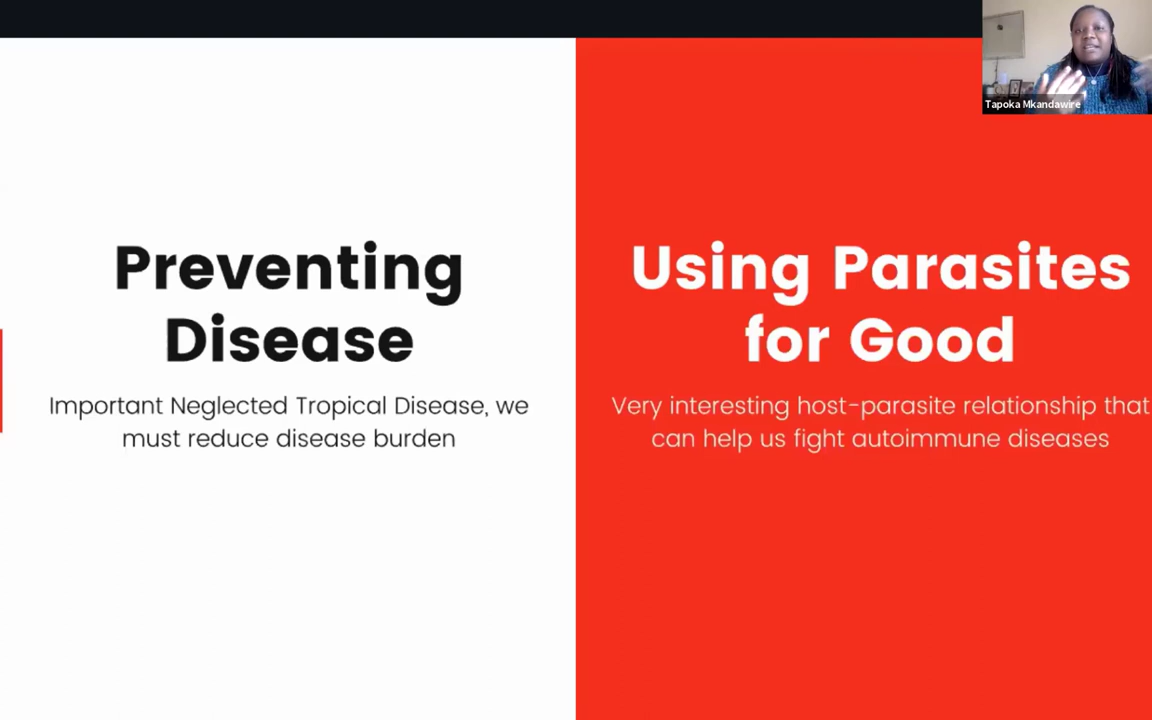 Tapoka Mkandawire
Preventing
Disease
Important Neglected Tropical Disease, we
must reduce disease burden
Using Parasites
for Good
Very interesting host-parasite relationship that
can help us fight autoimmune diseases